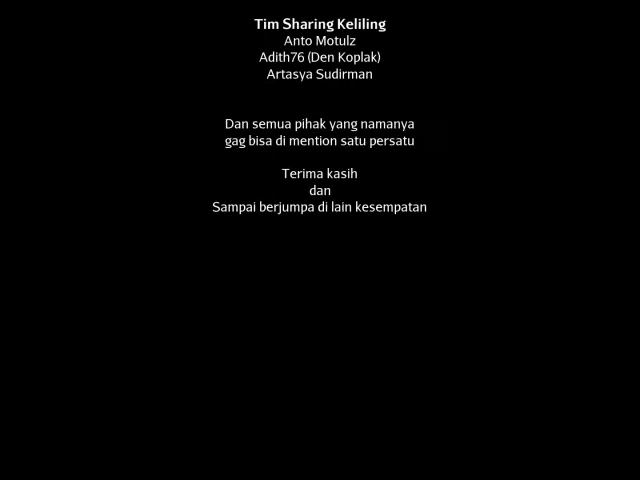 Tim Sharing Keliling
Anto Motulz
Adith76 (Den Koplak)
Artasya Sudirman
Dan semua pihak yang namanya
gag bisa di mention satu persatu
Terima kasih
dan
Sampai berjumpa di lain kesempatan